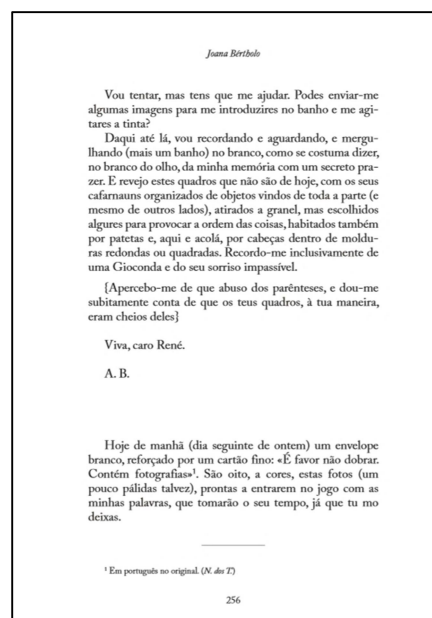 Joana Bértholo
Vou tentar, mas tens que me ajudar. Podes enviar-me
algumas imagens para me introduzires no banho e me agi-
tares a tinta?
Daqui até lá, vou recordando e aguardando, e mergu-
lhando (mais um banho) no branco, como se costuma dizer,
no branco do olho, da minha memória com um secreto pra-
zer. E revejo estes quadros que não são de hoje, com os seus
cafarnauns organizados de objetos vindos de toda a parte (e
mesmo de outros lados), atirados a granel, mas escolhidos
algures para provocar a ordem das coisas, habitados também
por patetas e, aqui e acolá, por cabeças dentro de moldu-
ras redondas ou quadradas. Recordo-me inclusivamente de
uma Gioconda e do seu sorriso impassível.
{Apercebo-me de que abuso dos parênteses, e dou-me
subitamente conta de que os teus quadros, à tua maneira,
eram cheios deles}
Viva, caro René.
A. B.
Hoje de manhã (dia seguinte de ontem) um envelope
branco, reforçado por um cartão fino: «É favor não dobrar.
Contém fotografias»¹. São oito, a cores, estas fotos (um
pouco pálidas talvez), prontas a entrarem no jogo com as
minhas palavras, que tomarão o seu tempo, já que tu mo
deixas.
¹ Em português no original. (N. dos T.)
256